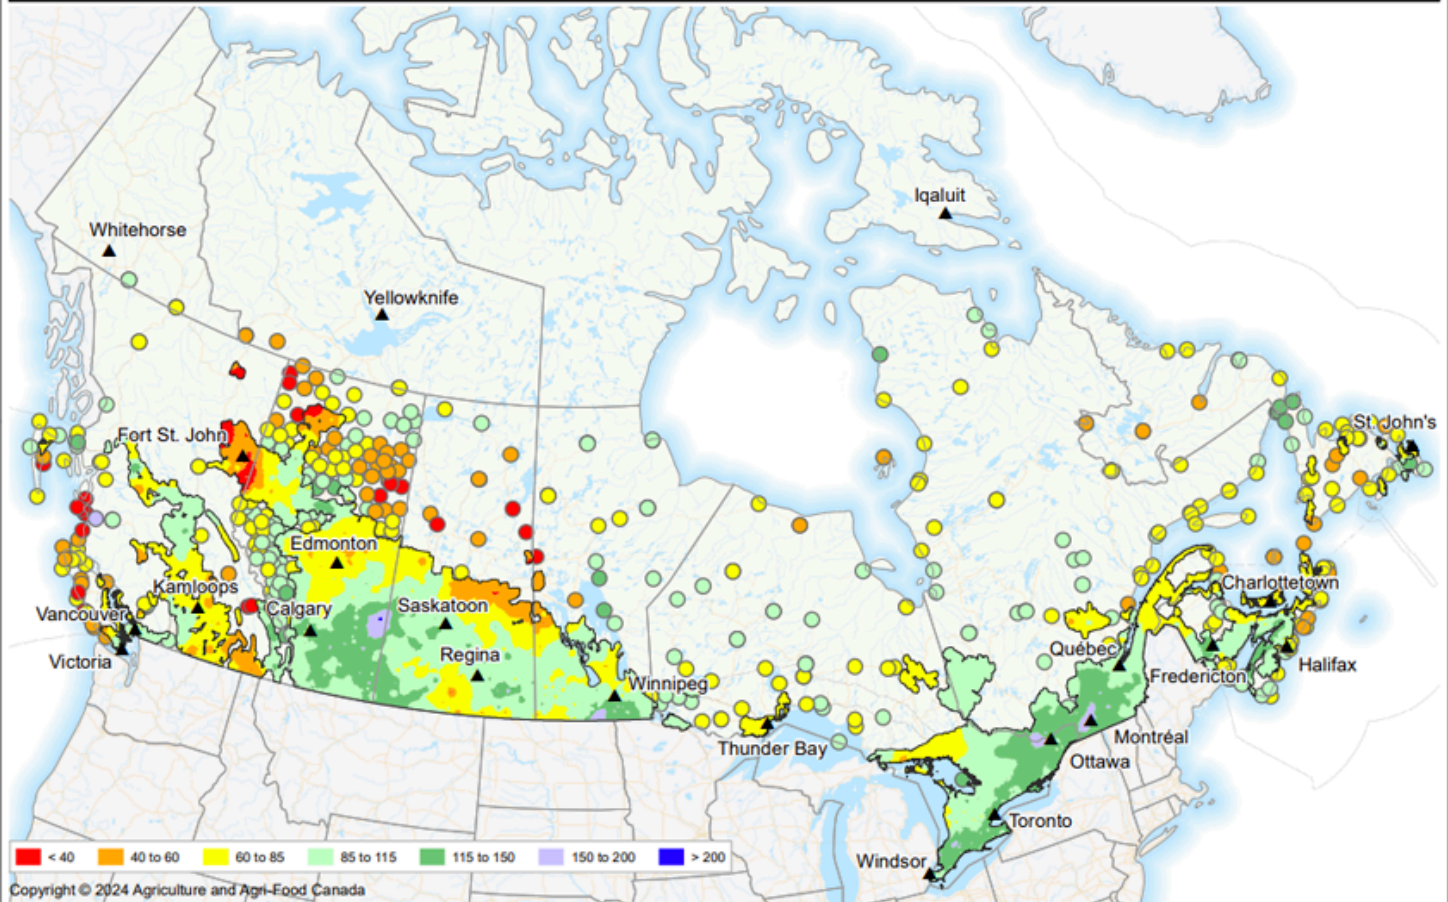 Iqaluit
Whitehorse
Yellowknife
St. John's
Fort St. John
Edmonton
Charlottetown
Kamloops
Calgary
Saskatoon
Vancouver
Québec
Regina
Victoria
Halifax
Fredericton
Winnipeg
Montréal
Thunder Bay
Ottawa
Toronto
Windsor
< 40 40 to 60 60 to 85 85 to 115 115 to 150 150 to 200 > 200
Copyright © 2024 Agriculture and Agri-Food Canada